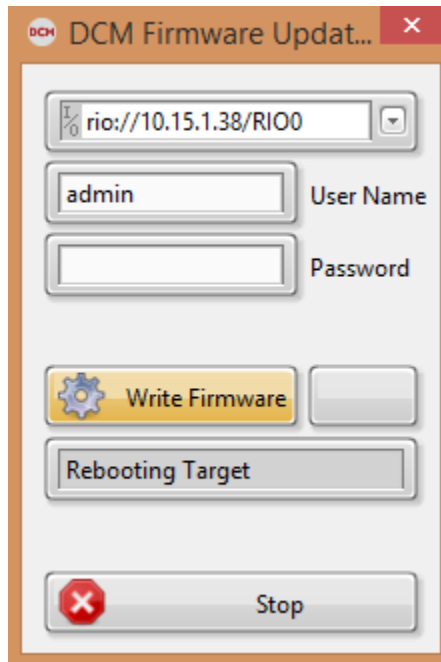 DCM DCM Firmware Updat...
I/O rio://10.15.1.38/RIO0
admin User Name
Password
Write Firmware
Rebooting Target
Stop